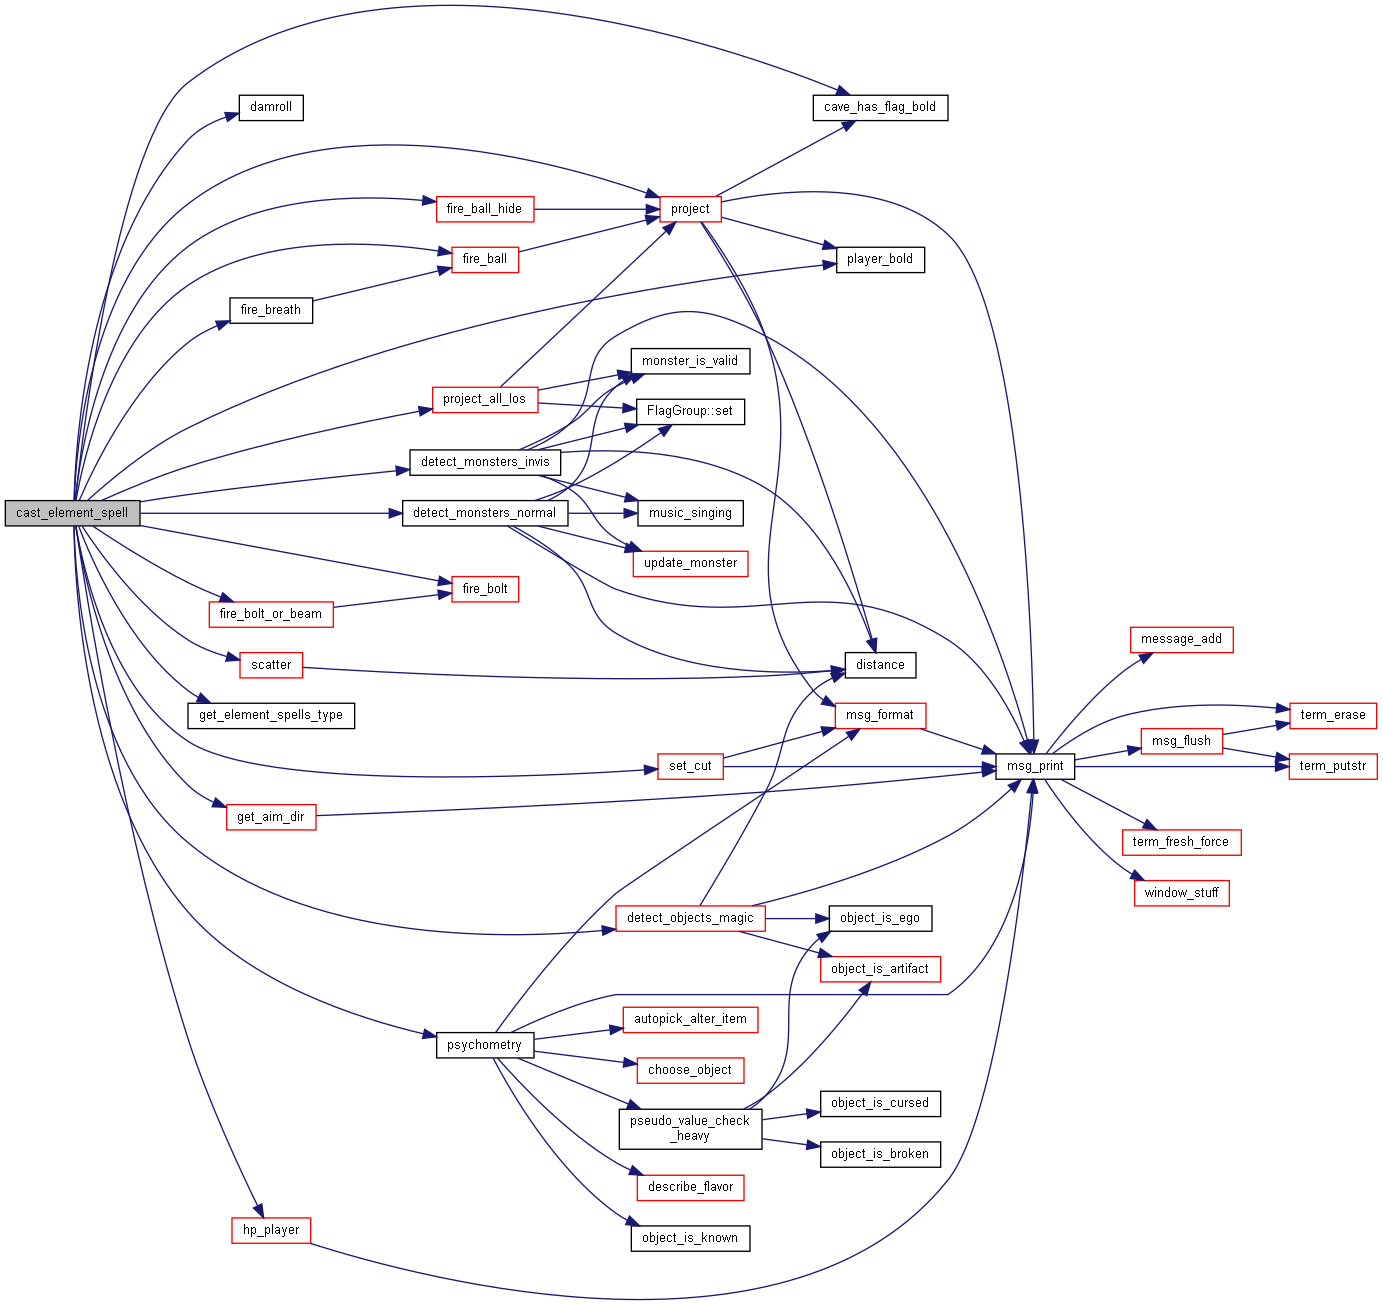 cast_element_spell
damroll
cave_has_flag_bold
fire_ball_hide
project
fire_ball
player_bold
fire_breath
monster_is_valid
project_all_los
FlagGroup::set
detect_monsters_invis
detect_monsters_normal
music_singing
update_monster
fire_bolt
fire_bolt_or_beam
scatter
distance
get_element_spells_type
msg_format
set_cut
get_aim_dir
msg_print
message_add
term_erase
msg_flush
term_putstr
term_fresh_force
window_stuff
detect_objects_magic
object_is_ego
object_is_artifact
psychometry
autopick_alter_item
choose_object
pseudo_value_check
_heavy
object_is_cursed
object_is_broken
describe_flavor
hp_player
object_is_known